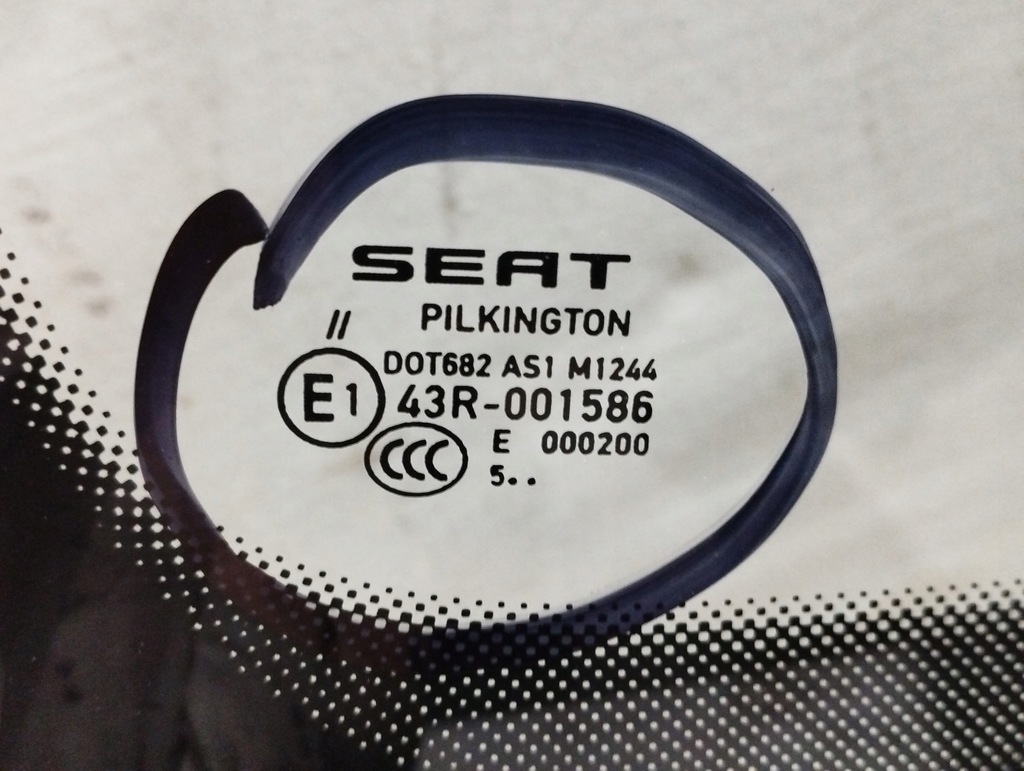 SEAT
PILKINGTON
//
DOT682 AS1 M1244
E1 43R-001586
CCC E 000200
5..